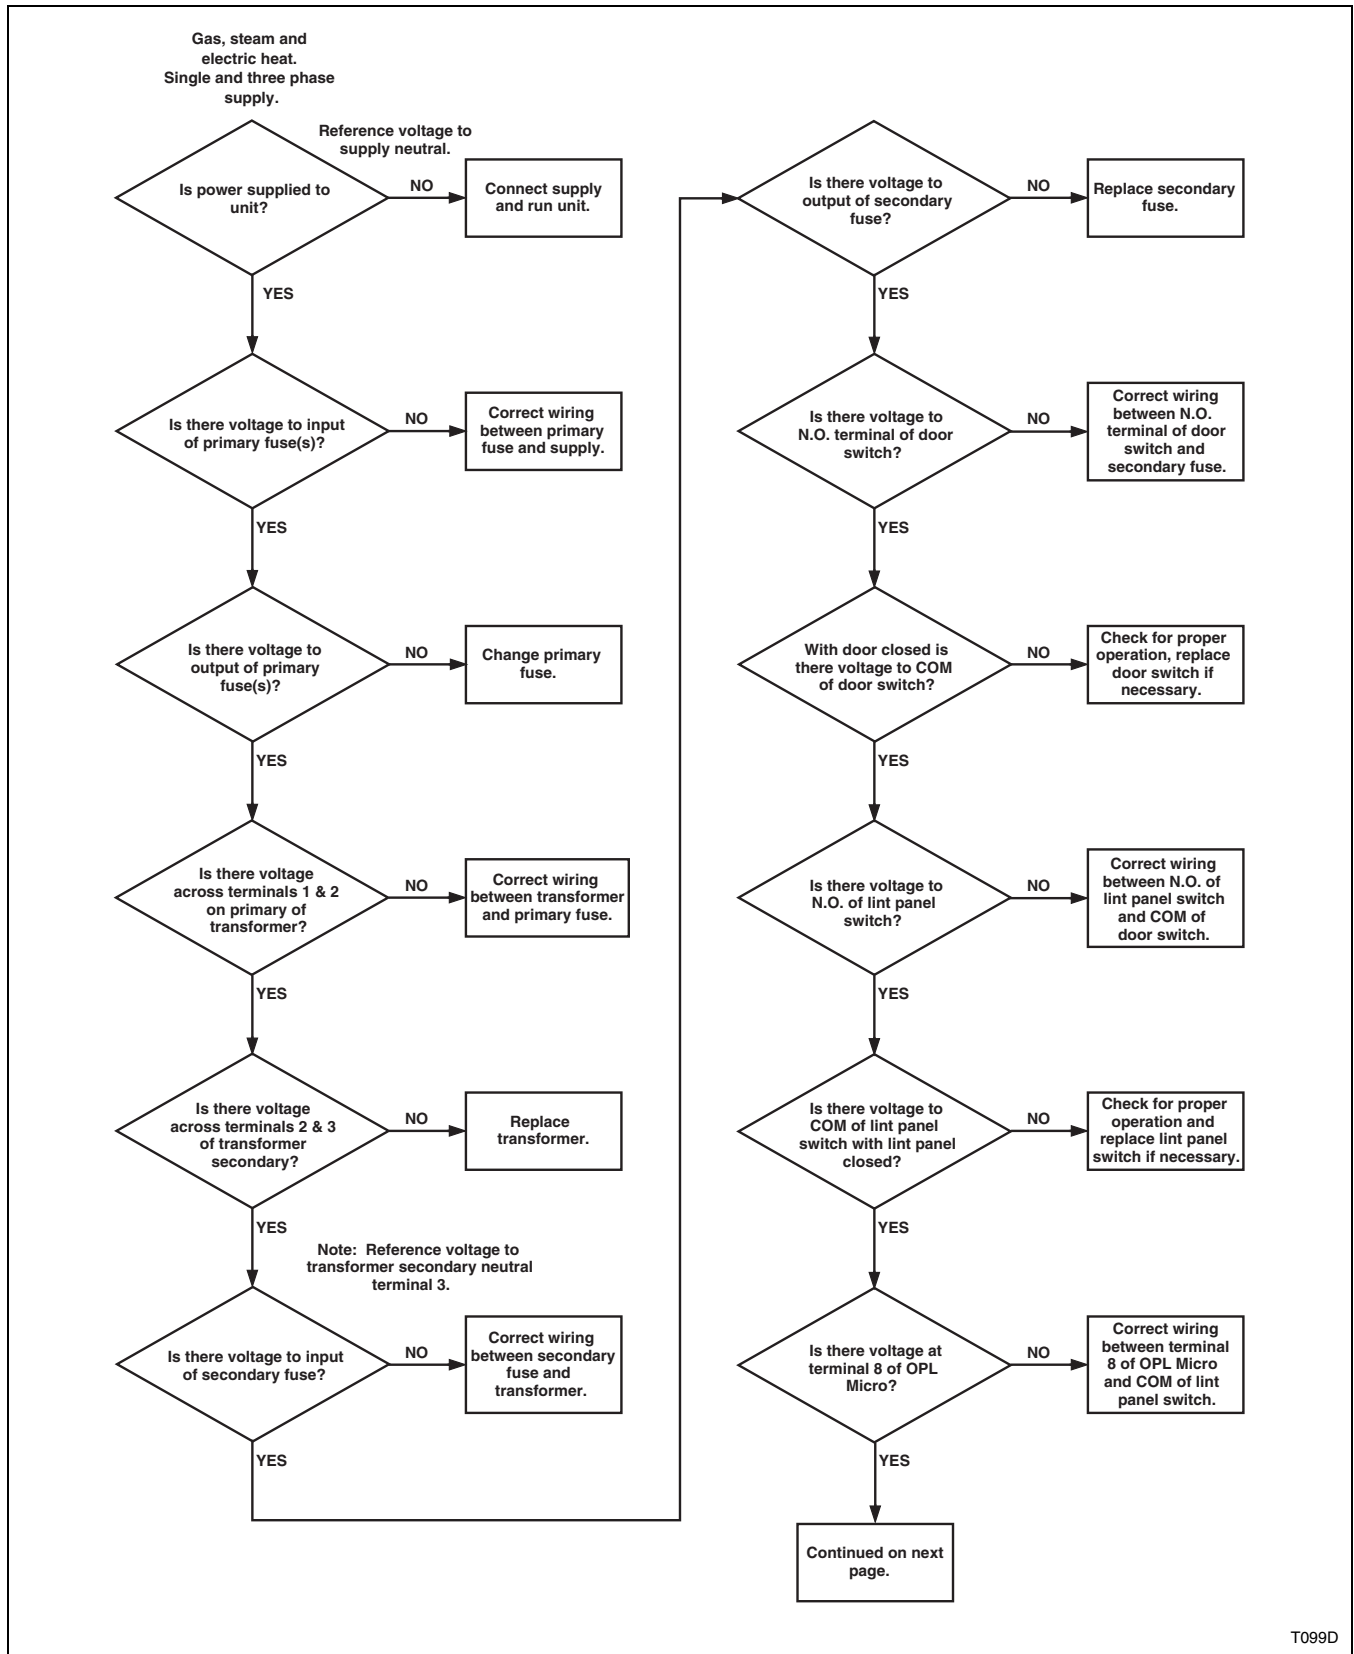 Gas, steam and
electric heat.
Single and three phase
supply.
Reference voltage to
supply neutral.
Is power supplied to
unit?
NO
Connect supply
and run unit.
YES
Is there voltage to input
of primary fuse(s)?
NO
Correct wiring
between primary
fuse and supply.
YES
Is there voltage to
output of primary
fuse(s)?
NO
Change primary
fuse.
YES
Is there voltage
across terminals 1 & 2
on primary of
transformer?
NO
Correct wiring
between transformer
and primary fuse.
YES
Is there voltage
across terminals 2 & 3
of transformer
secondary?
NO
Replace
transformer.
YES
Note: Reference voltage to
transformer secondary neutral
terminal 3.
Is there voltage to input
of secondary fuse?
NO
Correct wiring
between secondary
fuse and
transformer.
YES
Is there voltage to
output of secondary
fuse?
NO
Replace secondary
fuse.
YES
Is there voltage to
N.O. terminal of door
switch?
NO
Correct wiring
between N.O.
terminal of door
switch and
secondary fuse.
YES
With door closed is
there voltage to COM
of door switch?
NO
Check for proper
operation, replace
door switch if
necessary.
YES
Is there voltage to
N.O. of lint panel
switch?
NO
Correct wiring
between N.O. of
lint panel switch
and COM of
door switch.
YES
Is there voltage to
COM of lint panel
switch with lint panel
closed?
NO
Check for proper
operation and
replace lint panel
switch if necessary.
YES
Is there voltage at
terminal 8 of OPL
Micro?
NO
Correct wiring
between terminal
8 of OPL Micro
and COM of lint
panel switch.
YES
Continued on next
page.
T099D